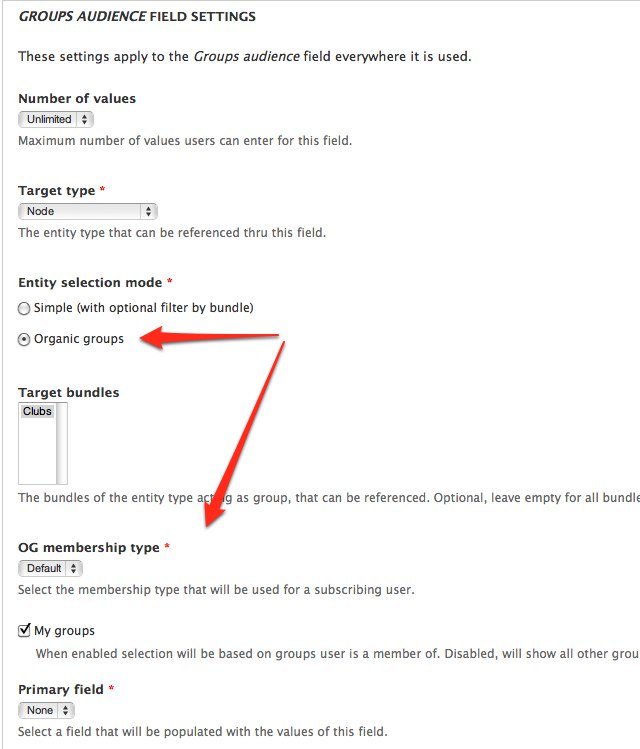 GROUPS AUDIENCE FIELD SETTINGS
These settings apply to the Groups audience field everywhere it is used.
Number of values
Unlimited
Maximum number of values users can enter for this field.
Target type *
Node
The entity type that can be referenced thru this field.
Entity selection mode *
Simple (with optional filter by bundle)
Organic groups
Target bundles
Clubs
The bundles of the entity type acting as group, that can be referenced. Optional, leave empty for all bundle
OG membership type *
Default
Select the membership type that will be used for a subscribing user.
My groups
When enabled selection will be based on groups user is a member of. Disabled, will show all other grou
Primary field *
None
Select a field that will be populated with the values of this field.